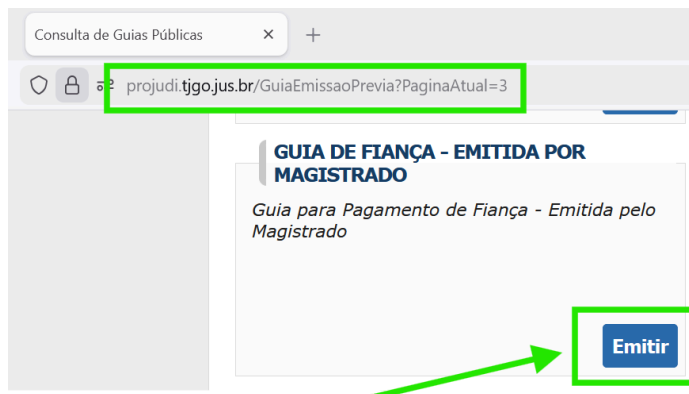 Consulta de Guias Públicas
projudi.tjgo.jus.br/GuiaEmissaoPrevia?PaginaAtual=3
GUIA DE FIANÇA - EMITIDA POR
MAGISTRADO
Guia para Pagamento de Fiança - Emitida pelo
Magistrado
Emitir